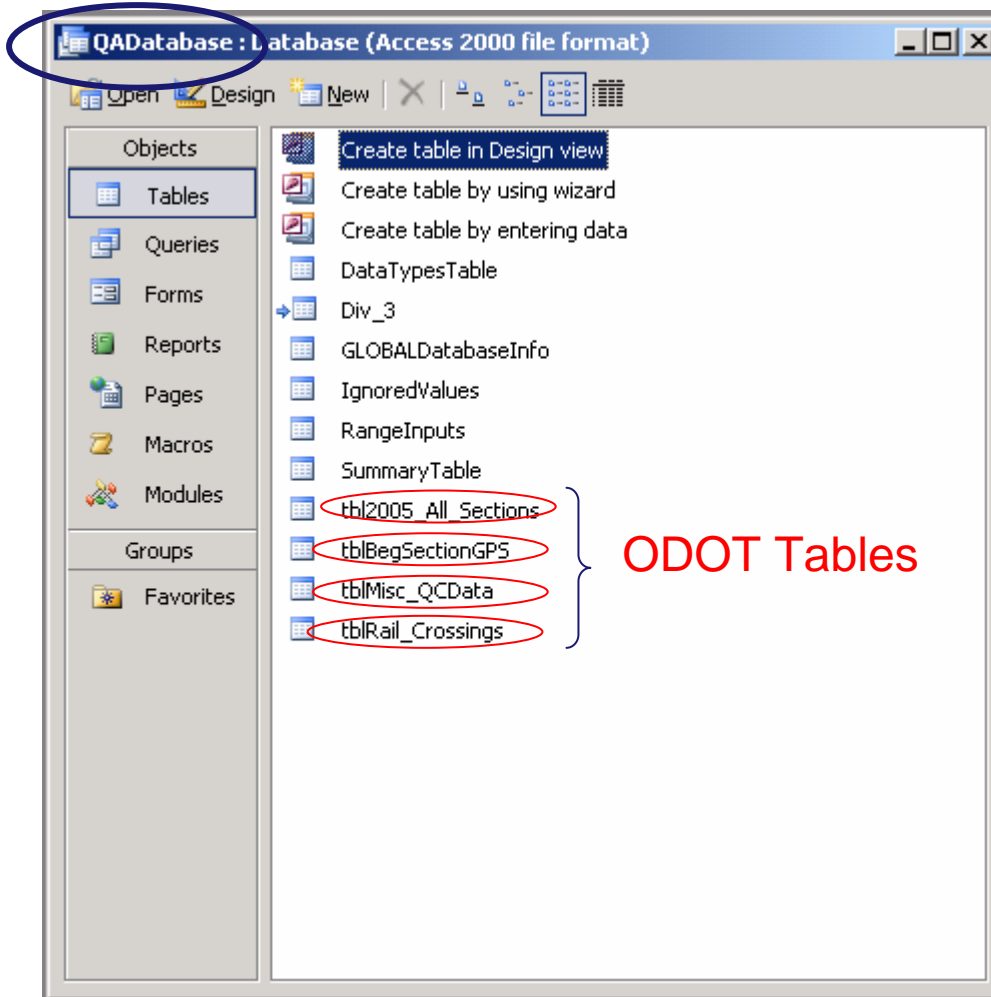 QADatabase : Database (Access 2000 file format)
Open Design New
Objects
Tables
Queries
Forms
Reports
Pages
Macros
Modules
Groups
Favorites
Create table in Design view
Create table by using wizard
Create table by entering data
DataTypesTable
Div_3
GLOBALDatabaseInfo
IgnoredValues
RangeInputs
SummaryTable
tbl2005_All_Sections
tblBegSectionGPS
tblMisc_QCData
tblRail_Crossings
ODOT Tables